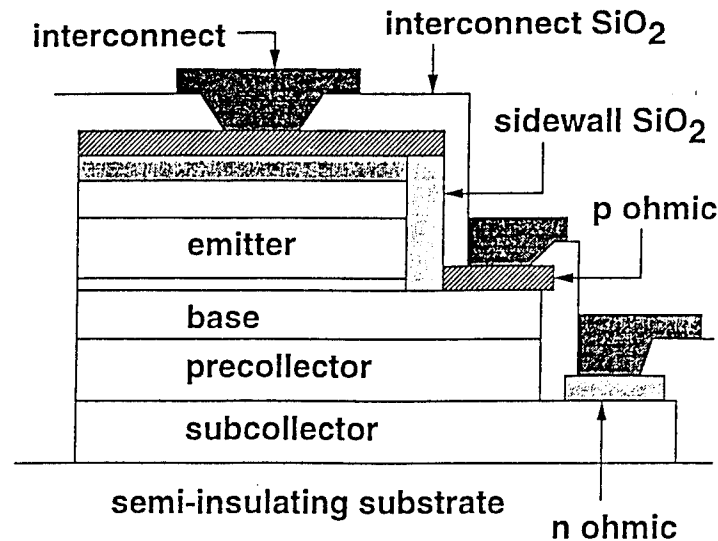 interconnect
interconnect SiO2
sidewall SiO2
p ohmic
emitter
base
precollector
subcollector
semi-insulating substrate
n ohmic